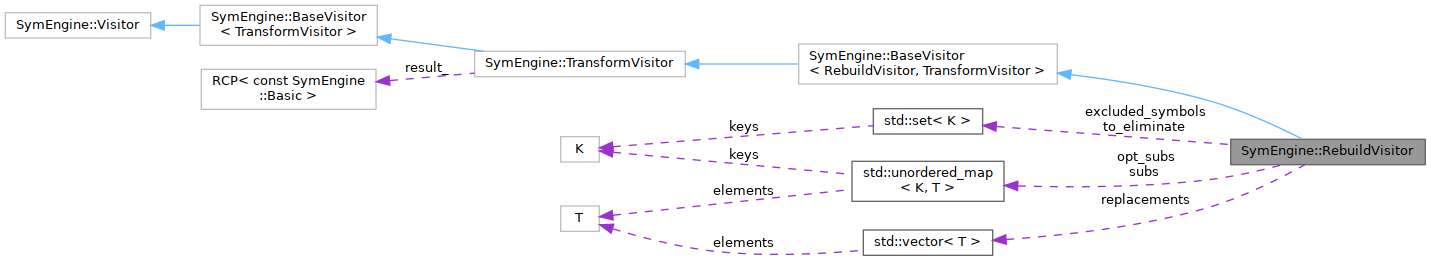 SymEngine::Visitor
SymEngine::BaseVisitor
< TransformVisitor >
RCP< const SymEngine
::Basic >
result_
SymEngine::TransformVisitor
SymEngine::BaseVisitor
< RebuildVisitor, TransformVisitor >
K
keys
keys
std::set< K >
excluded_symbols
to_eliminate
SymEngine::RebuildVisitor
std::unordered_map
< K, T >
opt_subs
subs
T
elements
elements
std::vector< T >
replacements